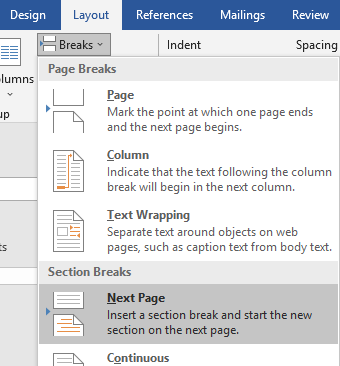 Design Layout References Mailings Review
Breaks Indent Spacing
Page Breaks
Page
Mark the point at which one page ends
and the next page begins.
Column
Indicate that the text following the column
break will begin in the next column.
Text Wrapping
Separate text around objects on web
pages, such as caption text from body text.
Section Breaks
Next Page
Insert a section break and start the new
section on the next page.
Continuous